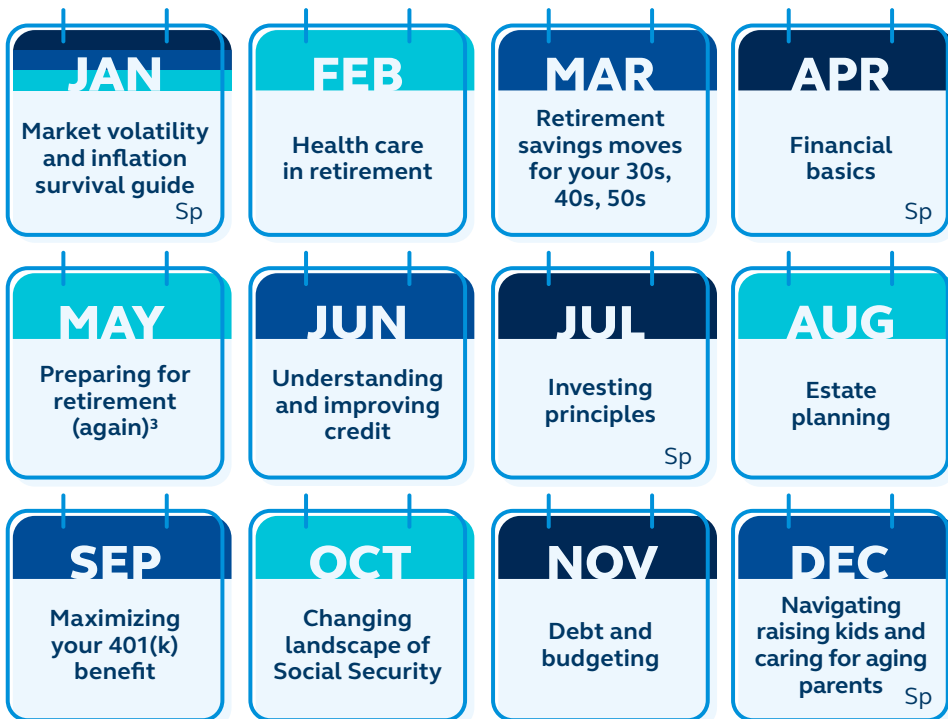 JAN
Market volatility
and inflation
survival guide
Sp
FEB
Health care
in retirement
MAR
Retirement
savings moves
for your 30s,
40s, 50s
APR
Financial
basics
Sp
MAY
Preparing for
retirement
(again)³
JUN
Understanding
and improving
credit
JUL
Investing
principles
Sp
AUG
Estate
planning
SEP
Maximizing
your 401(k)
benefit
OCT
Changing
landscape of
Social Security
NOV
Debt and
budgeting
DEC
Navigating
raising kids and
caring for aging
parents
Sp